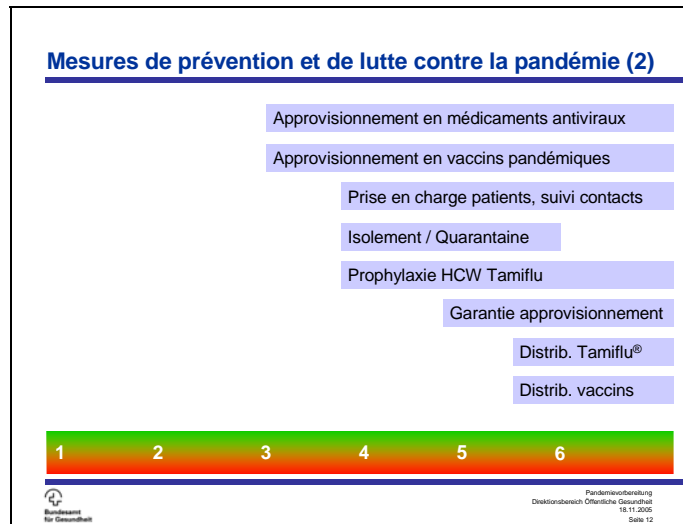 Mesures de prévention et de lutte contre la pandémie (2)
Approvisionnement en médicaments antiviraux
Approvisionnement en vaccins pandémiques
Prise en charge patients, suivi contacts
Isolement / Quarantaine
Prophylaxie HCW Tamiflu
Garantie approvisionnement
Distrib. Tamiflu®
Distrib. vaccins
1 2 3 4 5 6
Bundesamt
für Gesundheit
Pandemievorbereitung
Direktionsbereich Öffentliche Gesundheit
18.11.2005
Seite 12